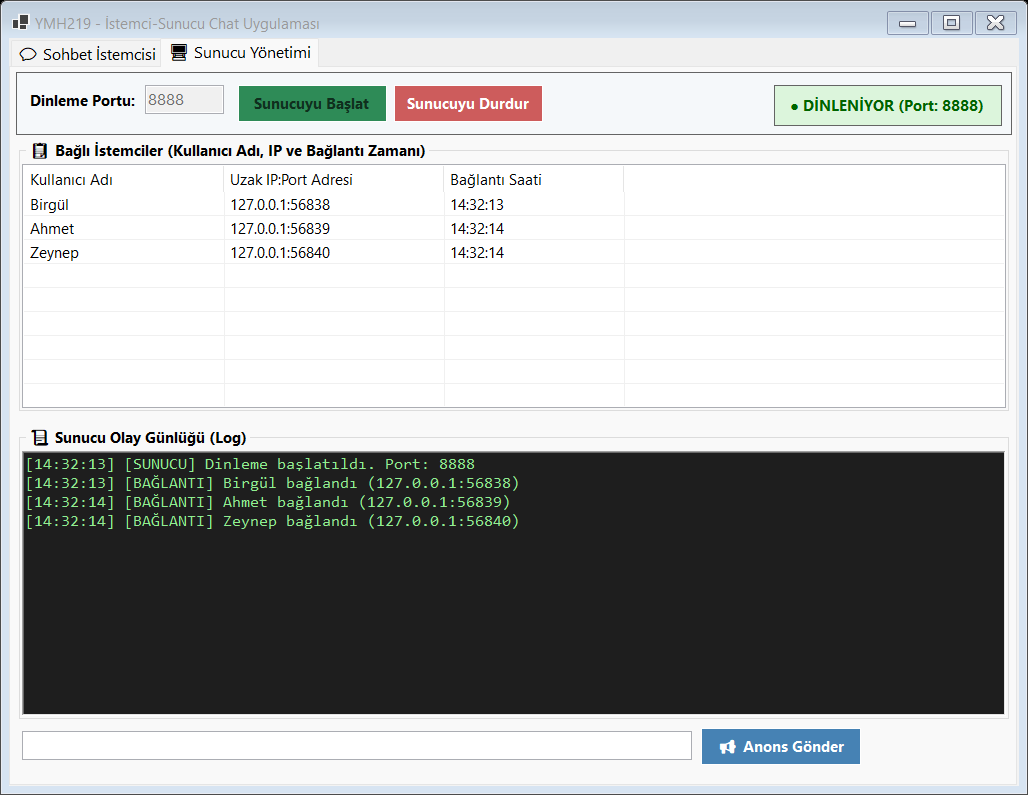 YMH219 - İstemci-Sunucu Chat Uygulaması
Sohbet İstemcisi Sunucu Yönetimi
Dinleme Portu: 8888 Sunucuyu Başlat Sunucuyu Durdur ● DİNLENİYOR (Port: 8888)
Bağlı İstemciler (Kullanıcı Adı, IP ve Bağlantı Zamanı)
Kullanıcı Adı Uzak IP:Port Adresi Bağlantı Saati
Birgül 127.0.0.1:56838 14:32:13
Ahmet 127.0.0.1:56839 14:32:14
Zeynep 127.0.0.1:56840 14:32:14
Sunucu Olay Günlüğü (Log)
[14:32:13] [SUNUCU] Dinleme başlatıldı. Port: 8888
[14:32:13] [BAĞLANTI] Birgül bağlandı (127.0.0.1:56838)
[14:32:14] [BAĞLANTI] Ahmet bağlandı (127.0.0.1:56839)
[14:32:14] [BAĞLANTI] Zeynep bağlandı (127.0.0.1:56840)
Anons Gönder